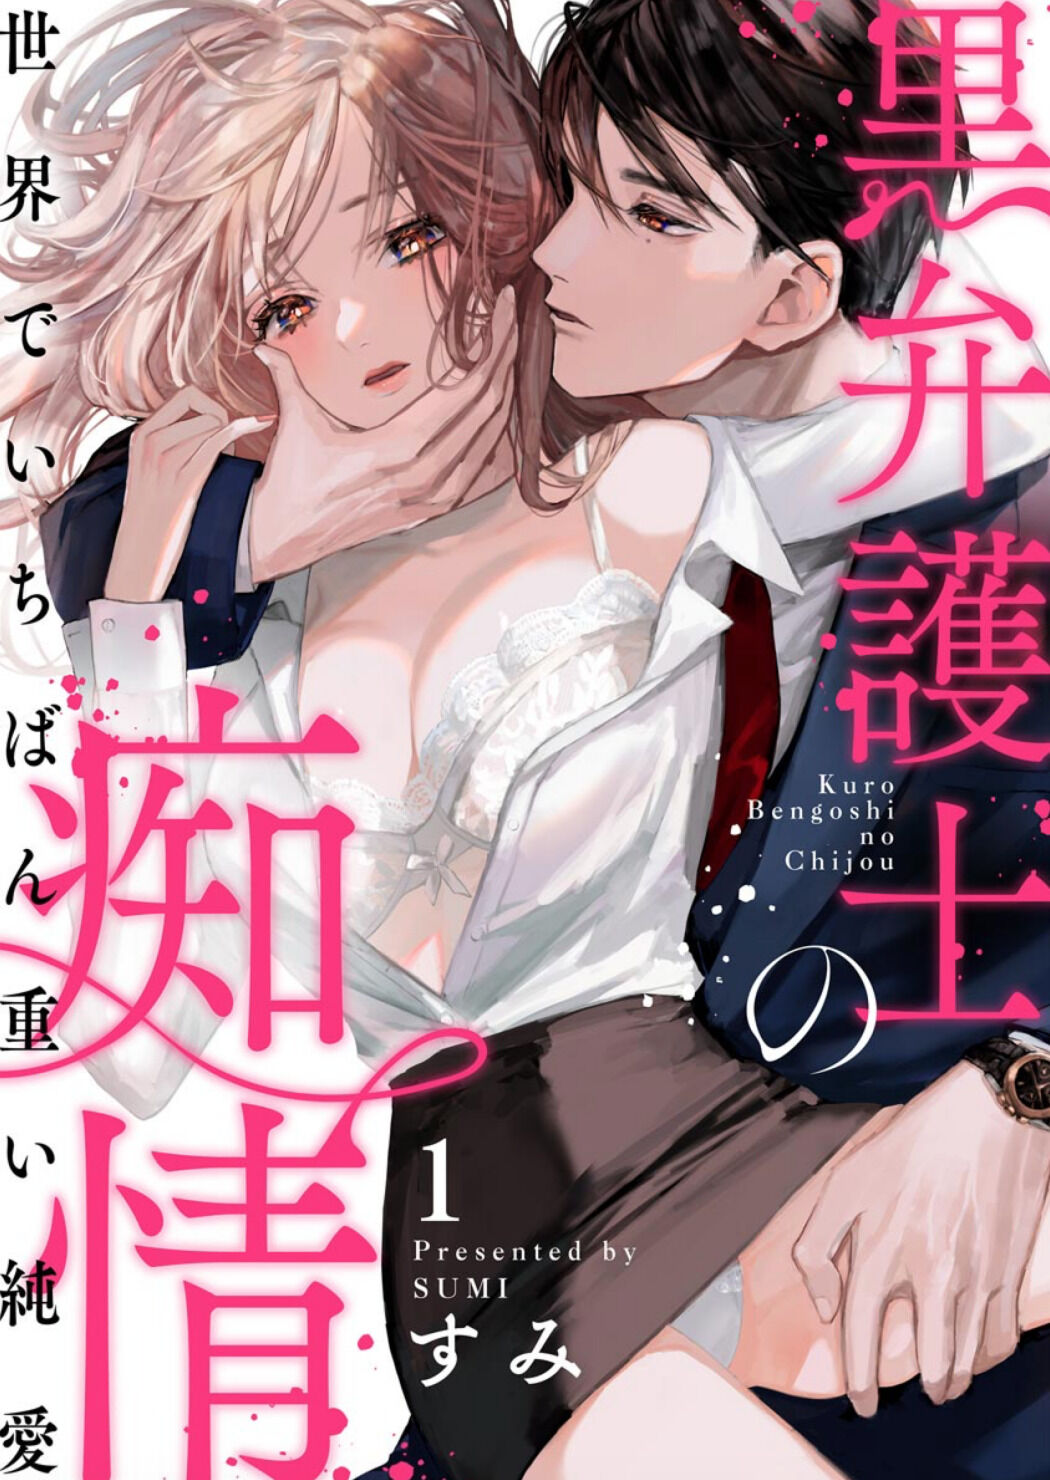 黒弁護士の
痴情
世界でいちばん重い純愛
Kuro
Bengoshi
no
Chijou
1
Presented by
SUMI
すみ